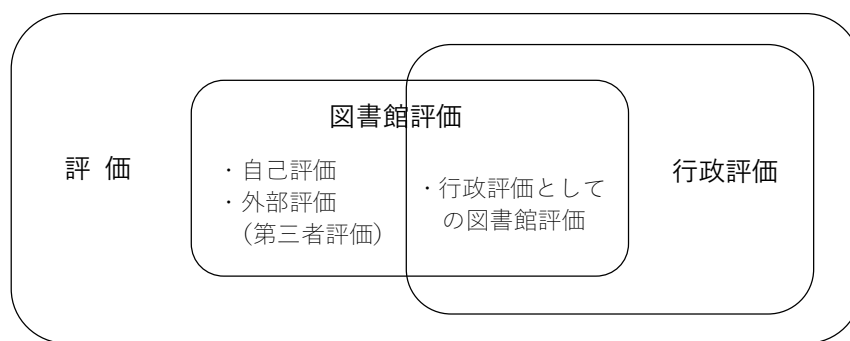 図書館評価
評 価
・自己評価
・外部評価
（第三者評価）
・行政評価として
の図書館評価
行政評価